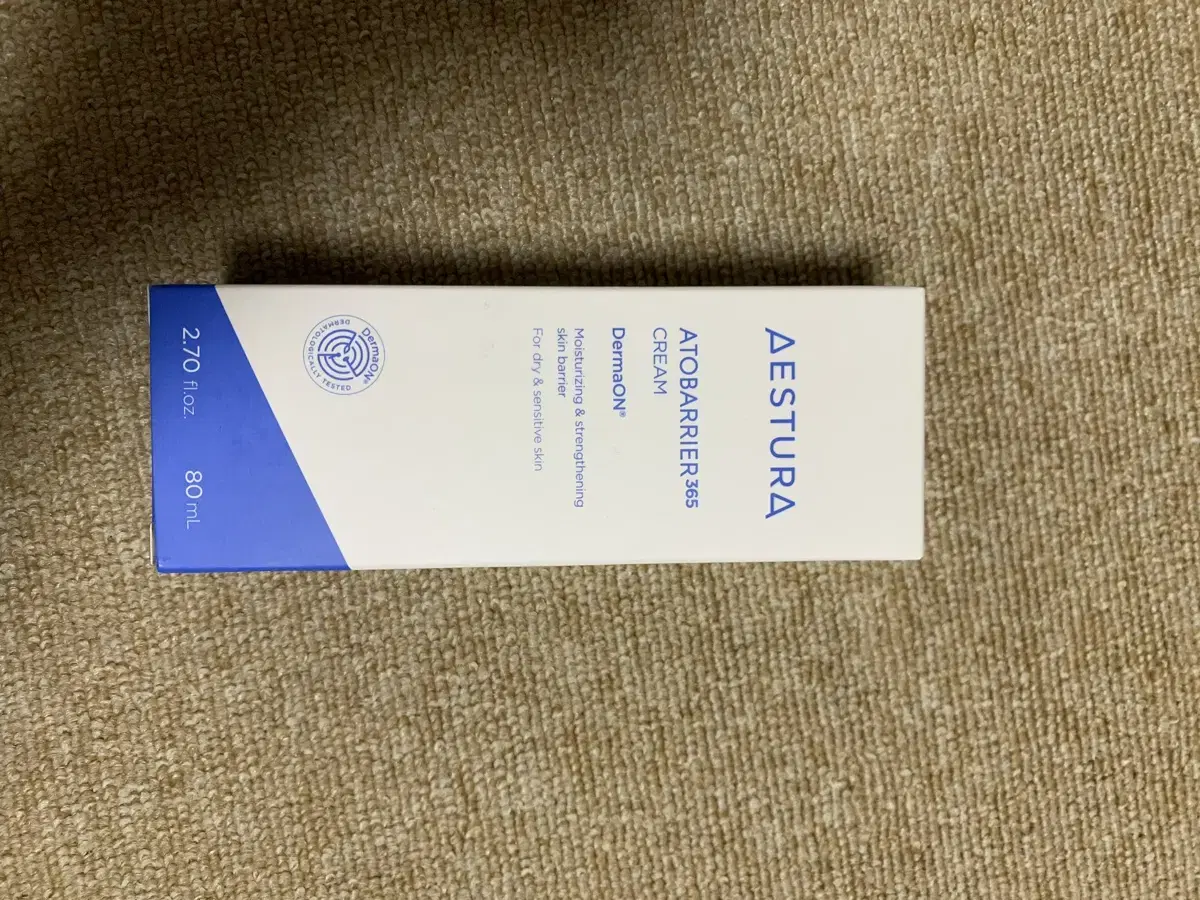 AESTURA
ATOBARRIER365
CREAM
DermaON®
Moisturizing & strengthening
skin barrier
For dry & sensitive skin
DermaON®
DERMATOLOGICALLY TESTED
2.70 fl.oz. 80 mL